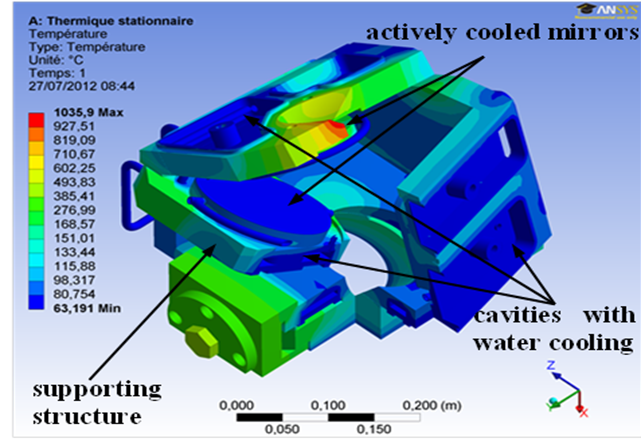 A: Thermique stationnaire
Température
Type: Température
Unité: °C
Temps: 1
27/07/2012 08:44
actively cooled mirrors
ANSYS
1035,9 Max
927,51
819,09
710,67
602,25
493,83
385,41
276,99
168,57
151,01
133,44
115,88
98,317
80,754
63,191 Min
cavities with
water cooling
supporting
structure
0,000 0,100 0,200 (m)
0,050 0,150
Z
Y
X